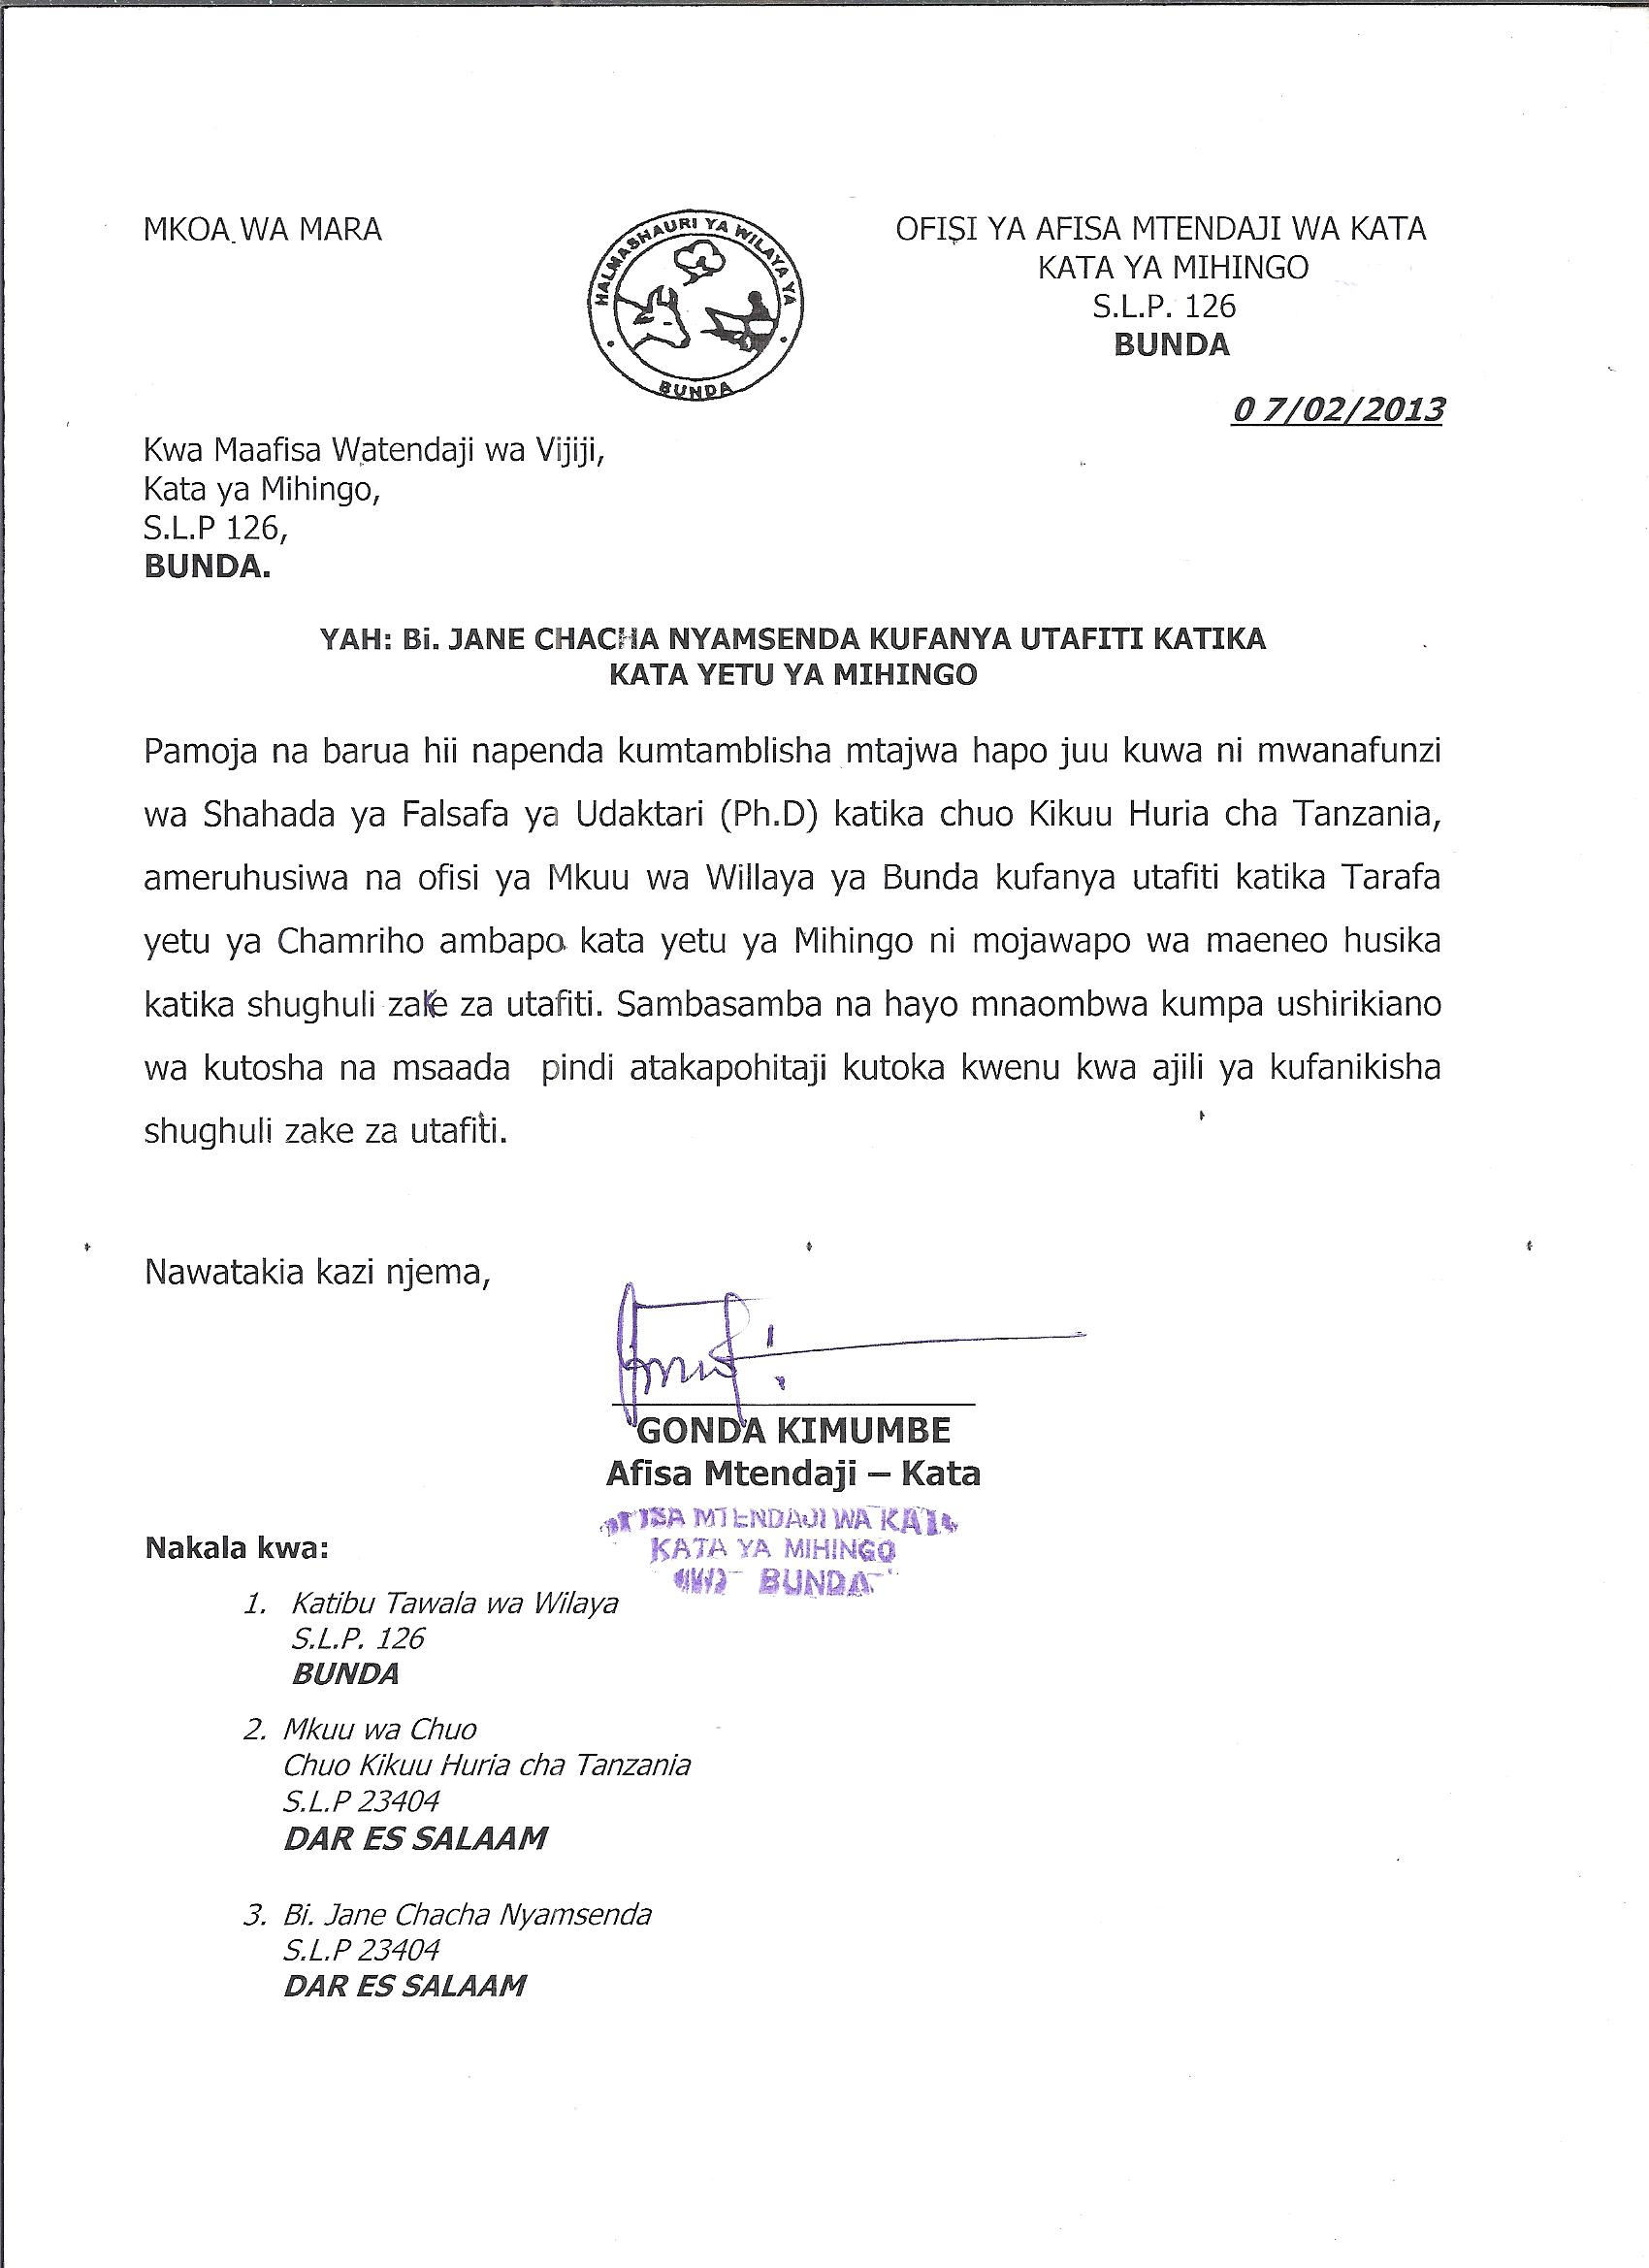 MKOA WA MARA
HALMASHAURI YA WILAYA YA
BUNDA
OFISI YA AFISA MTENDAJI WA KATA
KATA YA MIHINGO
S.L.P. 126
BUNDA
0 7/02/2013
Kwa Maafisa Watendaji wa Vijiji,
Kata ya Mihingo,
S.L.P 126,
BUNDA.
YAH: Bi. JANE CHACHA NYAMSENDA KUFANYA UTAFITI KATIKA
KATA YETU YA MIHINGO
Pamoja na barua hii napenda kumtamblisha mtajwa hapo juu kuwa ni mwanafunzi
wa Shahada ya Falsafa ya Udaktari (Ph.D) katika chuo Kikuu Huria cha Tanzania,
ameruhusiwa na ofisi ya Mkuu wa Willaya ya Bunda kufanya utafiti katika Tarafa
yetu ya Chamriho ambapo kata yetu ya Mihingo ni mojawapo wa maeneo husika
katika shughuli zake za utafiti. Sambasamba na hayo mnaombwa kumpa ushirikiano
wa kutosha na msaada pindi atakapohitaji kutoka kwenu kwa ajili ya kufanikisha
shughuli zake za utafiti.
Nawatakia kazi njema,
GONDA KIMUMBE
Afisa Mtendaji – Kata
AFISA MTENDAJI WA KATA
KATA YA MIHINGO
BUNDA
Nakala kwa:
1. Katibu Tawala wa Wilaya
S.L.P. 126
BUNDA
2. Mkuu wa Chuo
Chuo Kikuu Huria cha Tanzania
S.L.P 23404
DAR ES SALAAM
3. Bi. Jane Chacha Nyamsenda
S.L.P 23404
DAR ES SALAAM